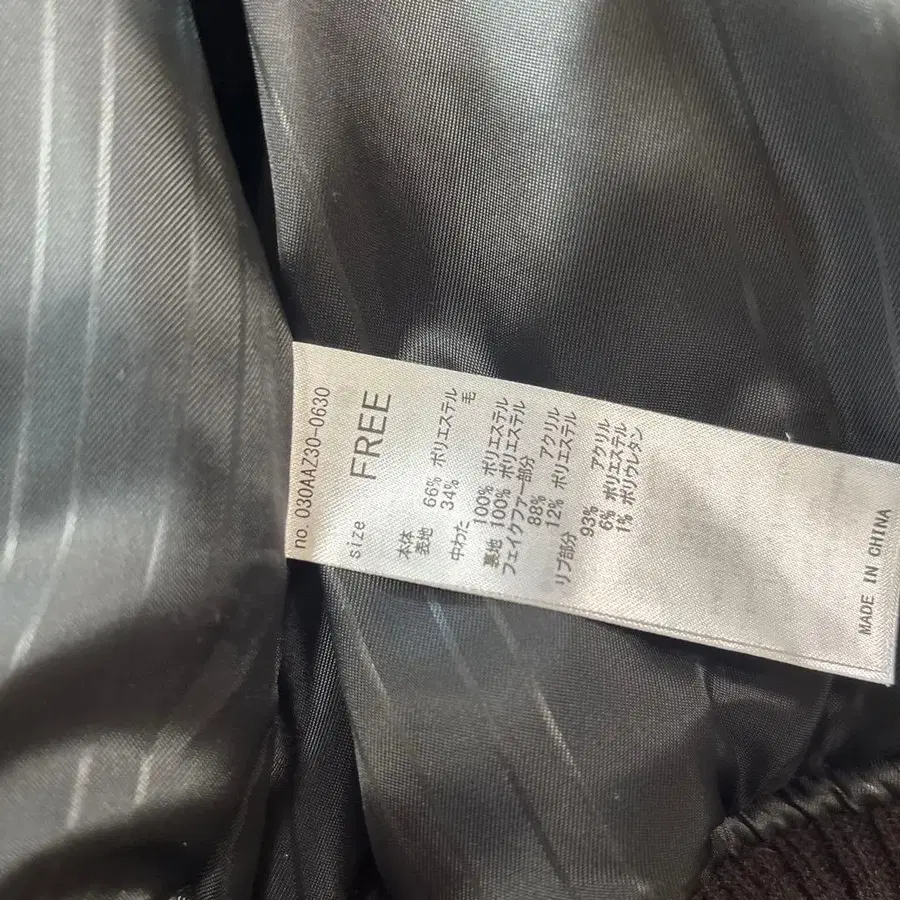 no. 030AAZ30-0630
size FREE
本体
表地 66% ポリエステル
34% 毛
中わた 100% ポリエステル
裏地 100% ポリエステル
フェイクファー部分
88% アクリル
12% ポリエステル
リブ部分
93% アクリル
6% ポリエステル
1% ポリウレタン
MADE IN CHINA